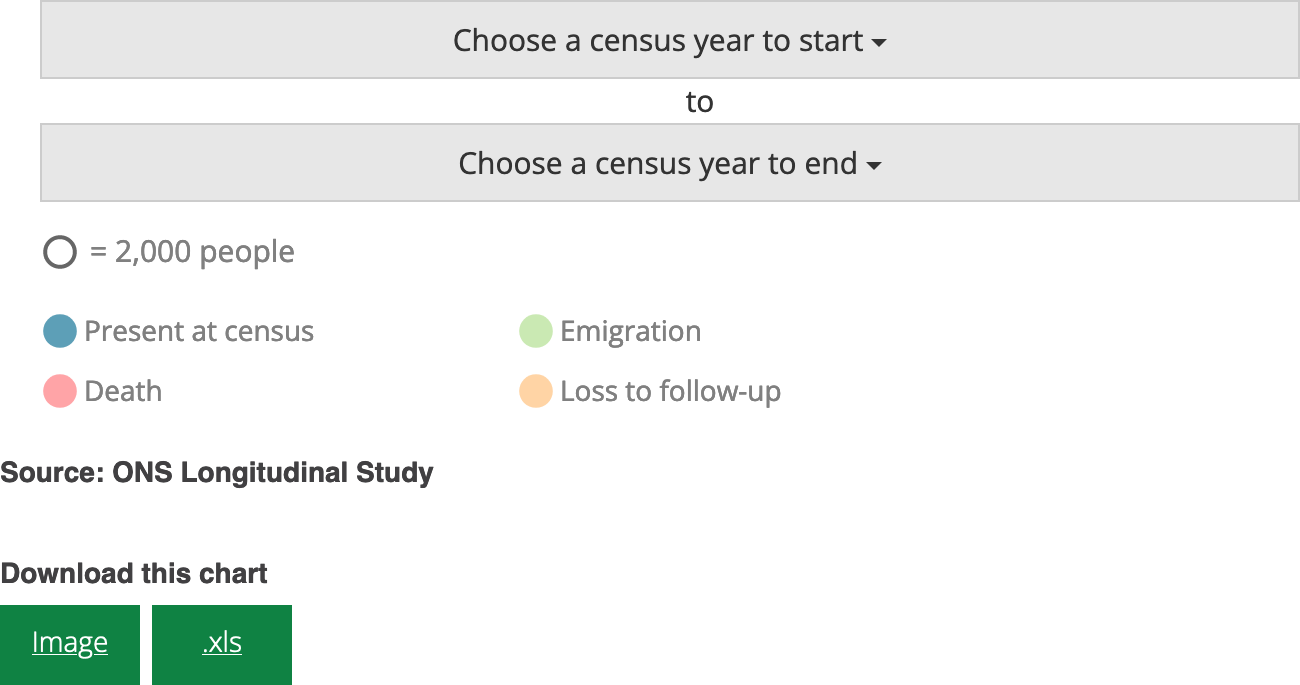 Choose a census year to start
to
Choose a census year to end
= 2,000 people
Present at census
Emigration
Death
Loss to follow-up
Source: ONS Longitudinal Study
Download this chart
Image
.xls